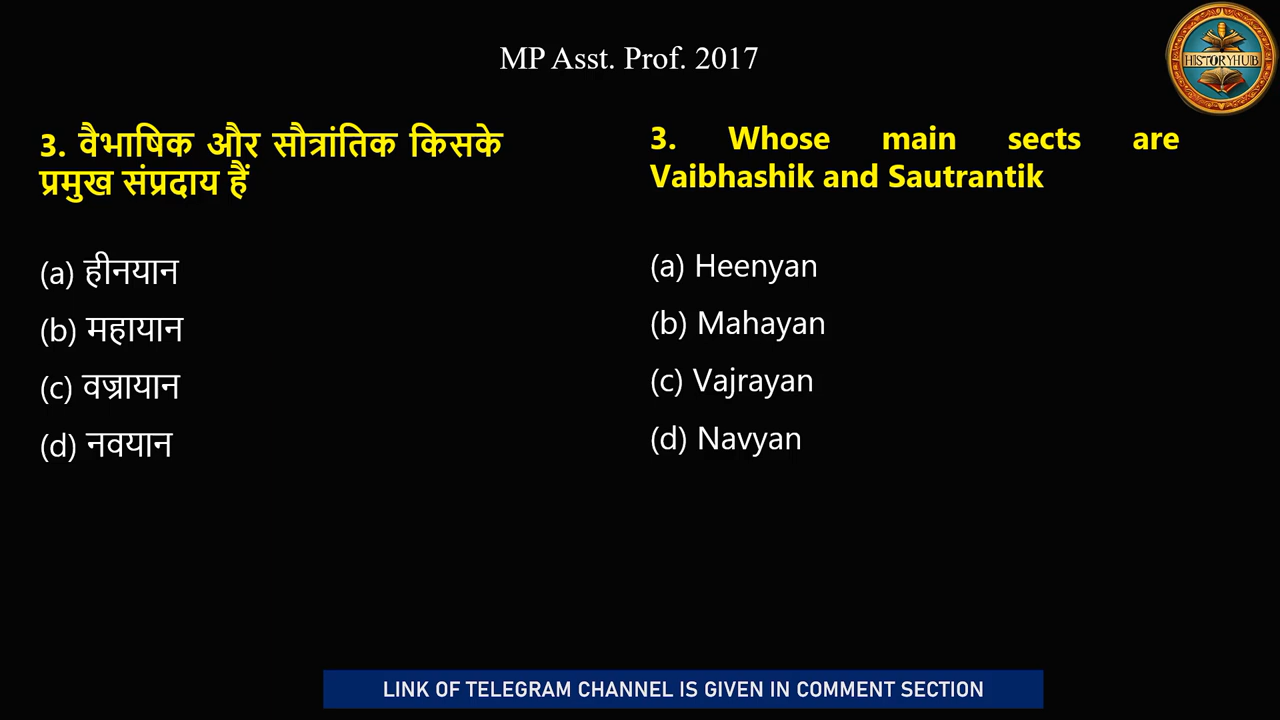 MP Asst. Prof. 2017
HISTORYHUB
3. वैभाषिक और सौत्रांतिक किसके
प्रमुख संप्रदाय हैं
(a) हीनयान
(b) महायान
(c) वज्रायान
(d) नवयान
3. Whose main sects are
Vaibhashik and Sautrantik
(a) Heenyan
(b) Mahayan
(c) Vajrayan
(d) Navyan
LINK OF TELEGRAM CHANNEL IS GIVEN IN COMMENT SECTION